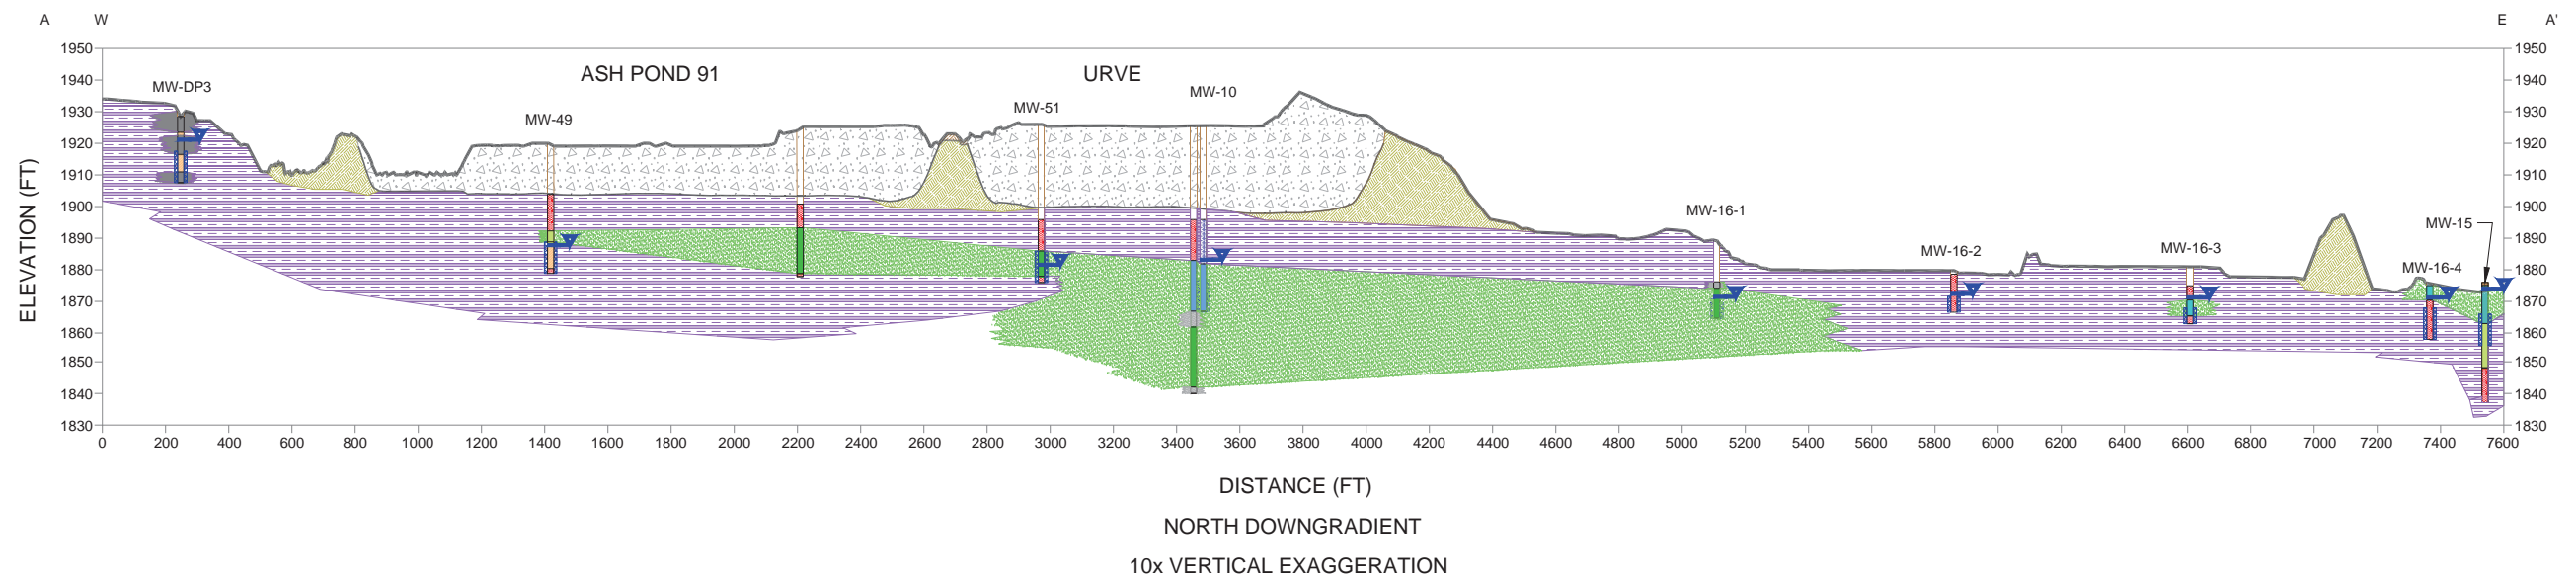 A W E A'
1950 1950
1940 ASH POND 91 URVE 1940
MW-DP3 MW-10
1930 MW-51 1930
MW-49
1920 1920
1910 1910
1900 MW-16-1 1900
MW-15
1890 1890
MW-16-2 MW-16-3
1880 MW-16-4 1880
1870 1870
1860 1860
1850 1850
1840 1840
1830 1830
ELEVATION (FT)
0 200 400 600 800 1000 1200 1400 1600 1800 2000 2200 2400 2600 2800 3000 3200 3400 3600 3800 4000 4200 4400 4600 4800 5000 5200 5400 5600 5800 6000 6200 6400 6600 6800 7000 7200 7400 7600
DISTANCE (FT)
NORTH DOWNGRADIENT
10x VERTICAL EXAGGERATION